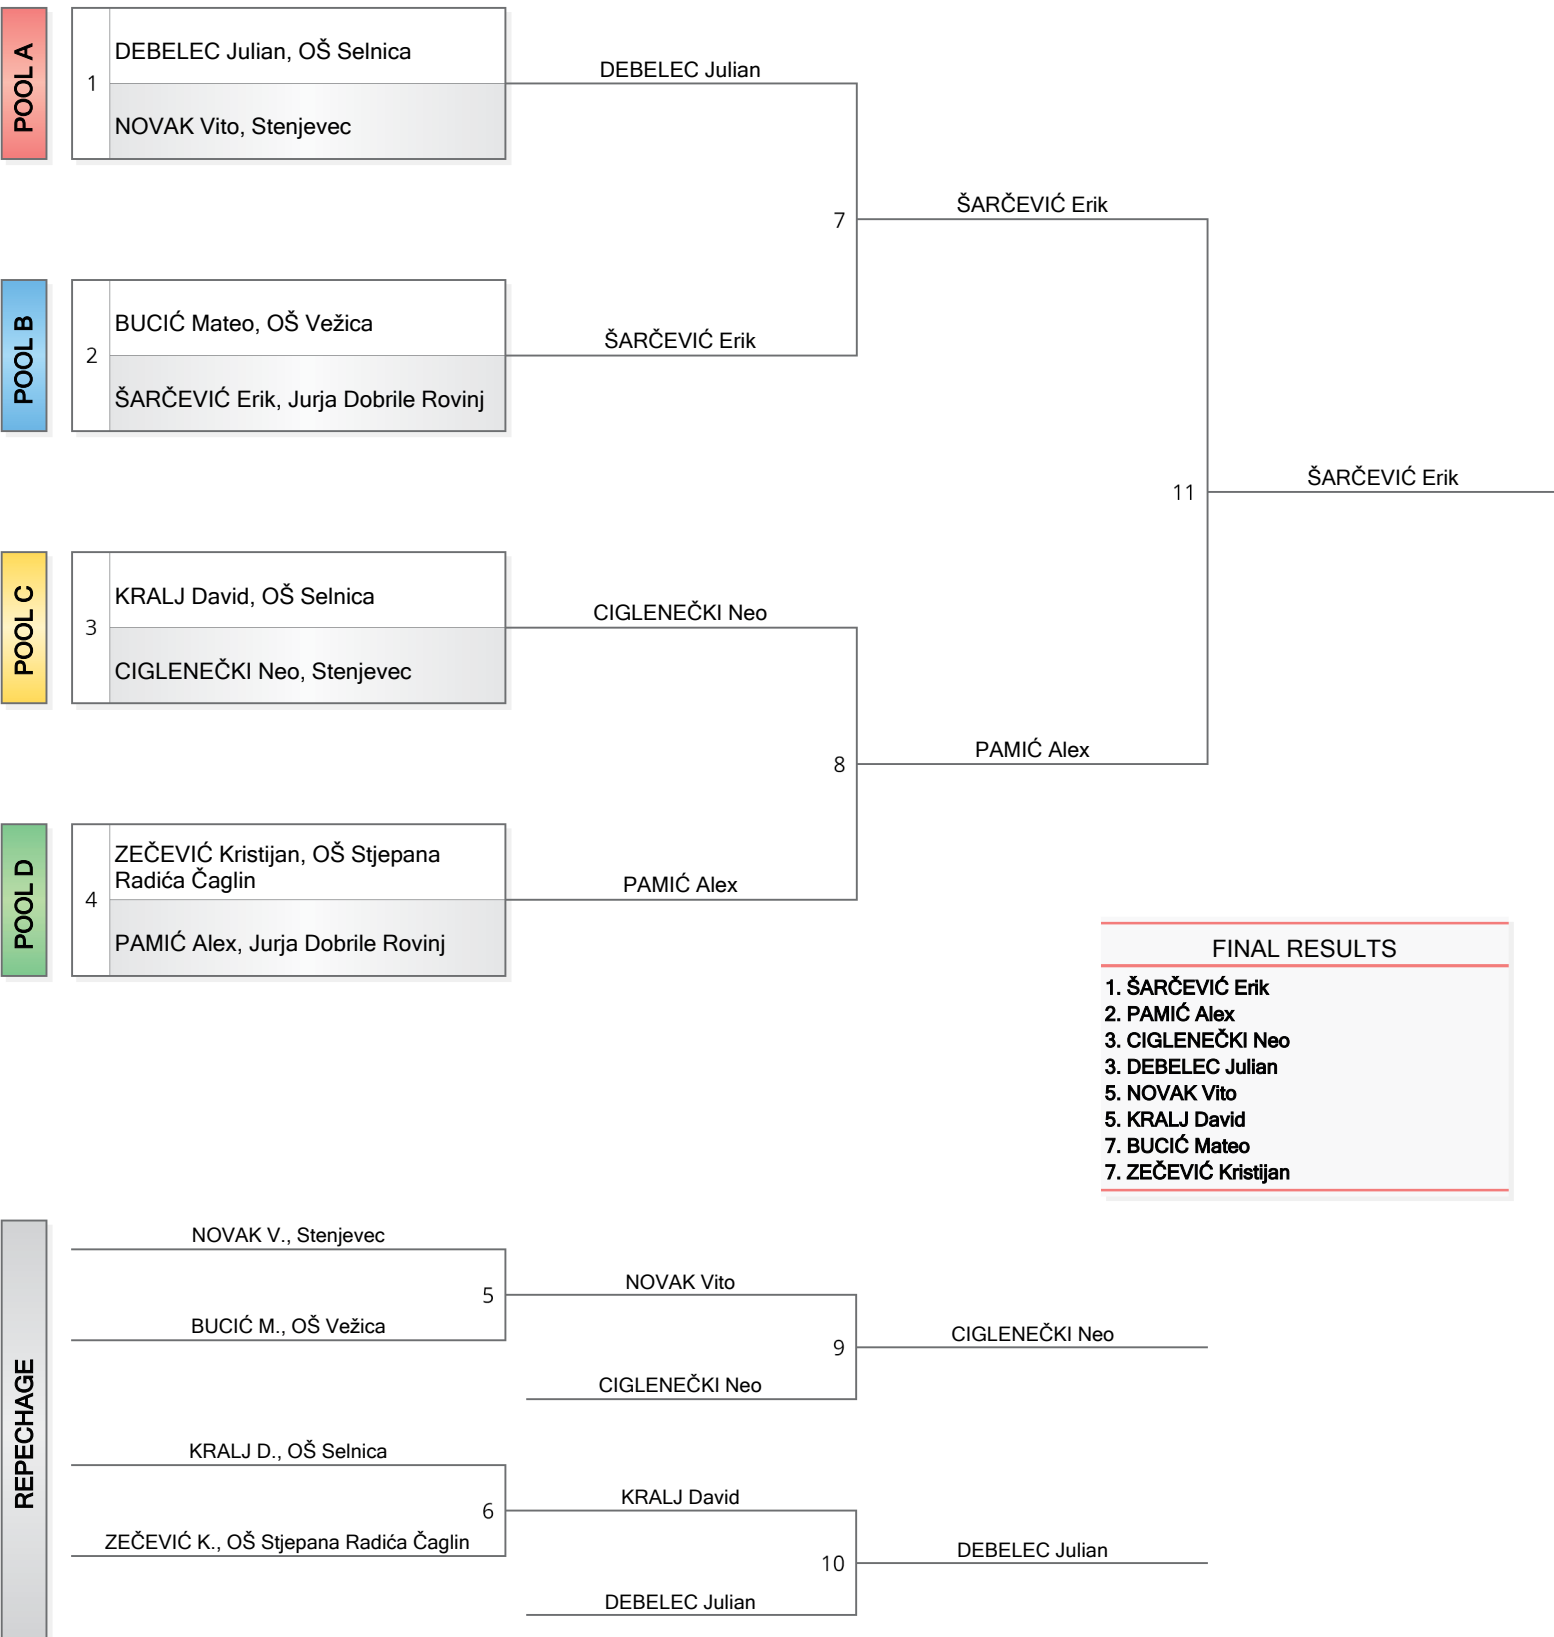 POOL A
1
DEBELEC Julian, OŠ Selnica
NOVAK Vito, Stenjevec
DEBELEC Julian
7
ŠARČEVIĆ Erik
POOL B
2
BUCIĆ Mateo, OŠ Vežica
ŠARČEVIĆ Erik, Jurja Dobrile Rovinj
ŠARČEVIĆ Erik
11
ŠARČEVIĆ Erik
POOL C
3
KRALJ David, OŠ Selnica
CIGLENEČKI Neo, Stenjevec
CIGLENEČKI Neo
8
PAMIĆ Alex
POOL D
4
ZEČEVIĆ Kristijan, OŠ Stjepana
Radića Čaglin
PAMIĆ Alex, Jurja Dobrile Rovinj
PAMIĆ Alex
FINAL RESULTS
1. ŠARČEVIĆ Erik
2. PAMIĆ Alex
3. CIGLENEČKI Neo
3. DEBELEC Julian
5. NOVAK Vito
5. KRALJ David
7. BUCIĆ Mateo
7. ZEČEVIĆ Kristijan
REPECHAGE
NOVAK V., Stenjevec
5
BUCIĆ M., OŠ Vežica
NOVAK Vito
9
CIGLENEČKI Neo
CIGLENEČKI Neo
KRALJ D., OŠ Selnica
6
ZEČEVIĆ K., OŠ Stjepana Radića Čaglin
KRALJ David
10
DEBELEC Julian
DEBELEC Julian